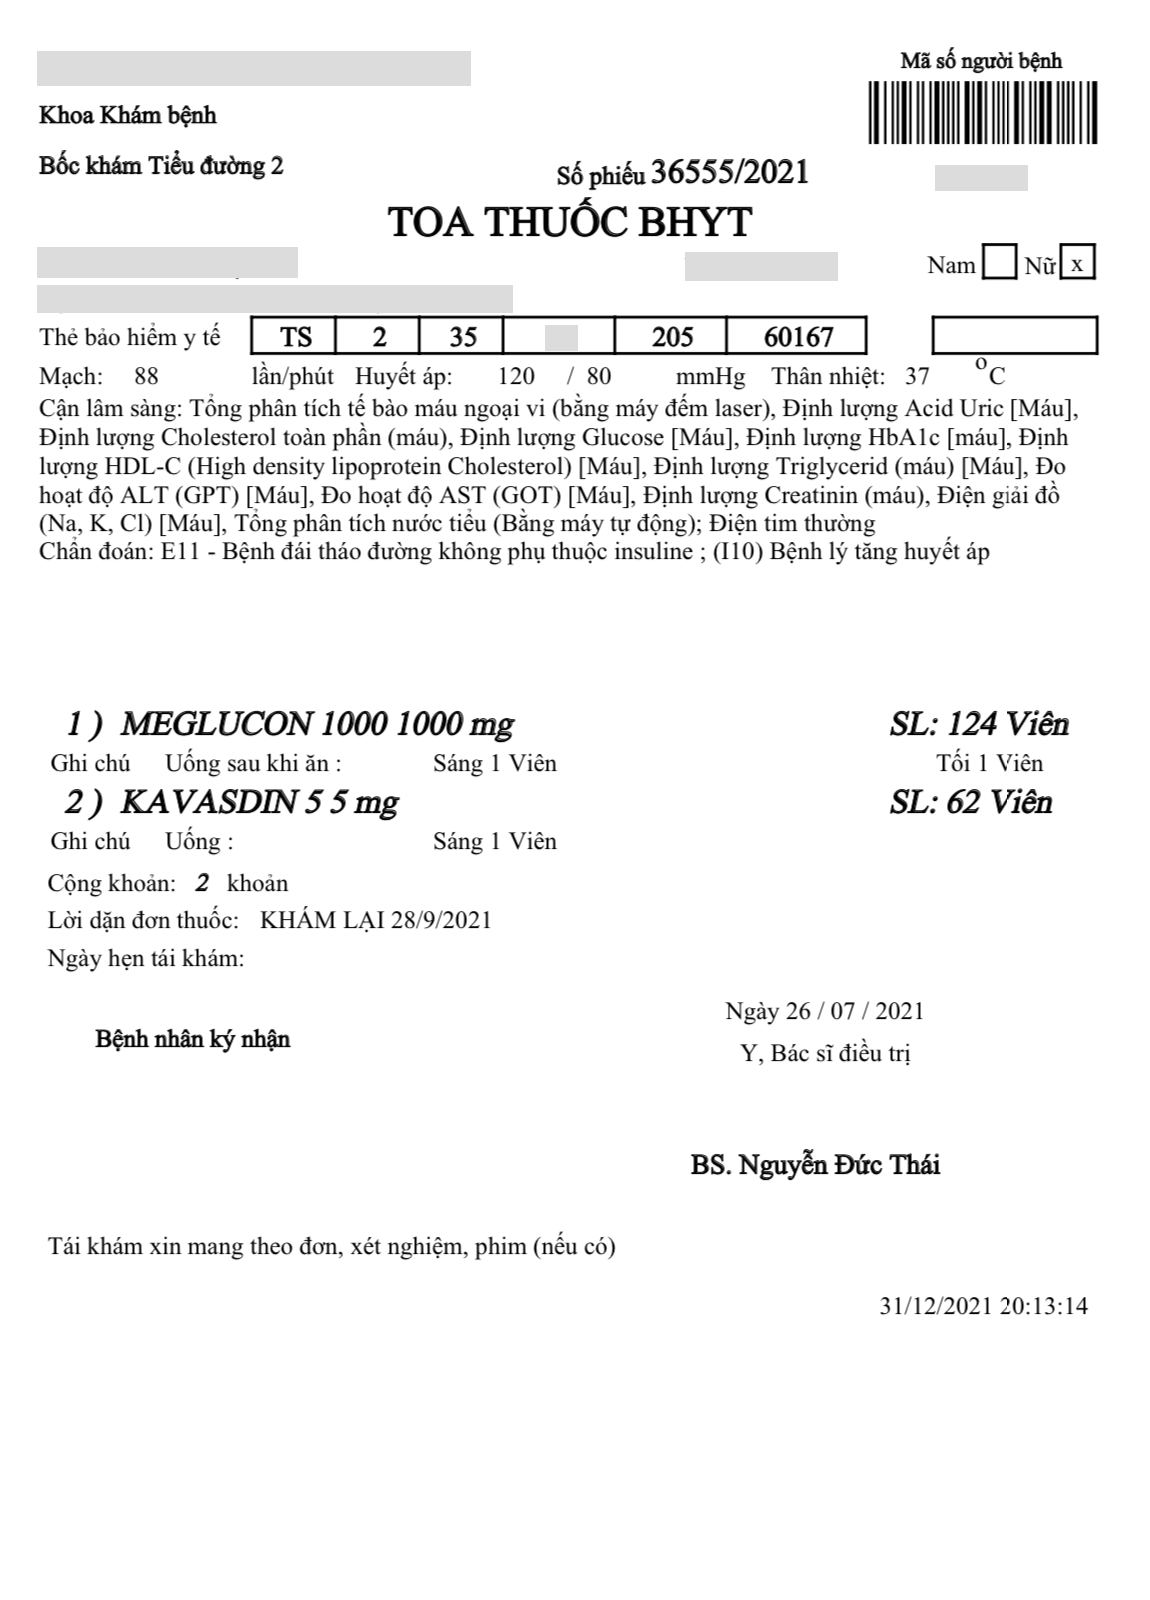 Mã số người bệnh
Khoa Khám bệnh
Bốc khám Tiểu đường 2
Số phiếu 36555/2021
TOA THUỐC BHYT
Nam Nữ x
Thẻ bảo hiểm y tế TS 2 35 205 60167
Mạch: 88 lần/phút Huyết áp: 120 / 80 mmHg Thân nhiệt: 37 °C
Cận lâm sàng: Tổng phân tích tế bào máu ngoại vi (bằng máy đếm laser), Định lượng Acid Uric [Máu],
Định lượng Cholesterol toàn phần (máu), Định lượng Glucose [Máu], Định lượng HbA1c [máu], Định
lượng HDL-C (High density lipoprotein Cholesterol) [Máu], Định lượng Triglycerid (máu) [Máu], Đo
hoạt độ ALT (GPT) [Máu], Đo hoạt độ AST (GOT) [Máu], Định lượng Creatinin (máu), Điện giải đồ
(Na, K, Cl) [Máu], Tổng phân tích nước tiểu (Bằng máy tự động); Điện tim thường
Chẩn đoán: E11 - Bệnh đái tháo đường không phụ thuộc insuline ; (I10) Bệnh lý tăng huyết áp
1 ) MEGLUCON 1000 1000 mg SL: 124 Viên
Ghi chú Uống sau khi ăn : Sáng 1 Viên Tối 1 Viên
2 ) KAVASDIN 5 5 mg SL: 62 Viên
Ghi chú Uống : Sáng 1 Viên
Cộng khoản: 2 khoản
Lời dặn đơn thuốc: KHÁM LẠI 28/9/2021
Ngày hẹn tái khám:
Ngày 26 / 07 / 2021
Bệnh nhân ký nhận
Y, Bác sĩ điều trị
BS. Nguyễn Đức Thái
Tái khám xin mang theo đơn, xét nghiệm, phim (nếu có)
31/12/2021 20:13:14